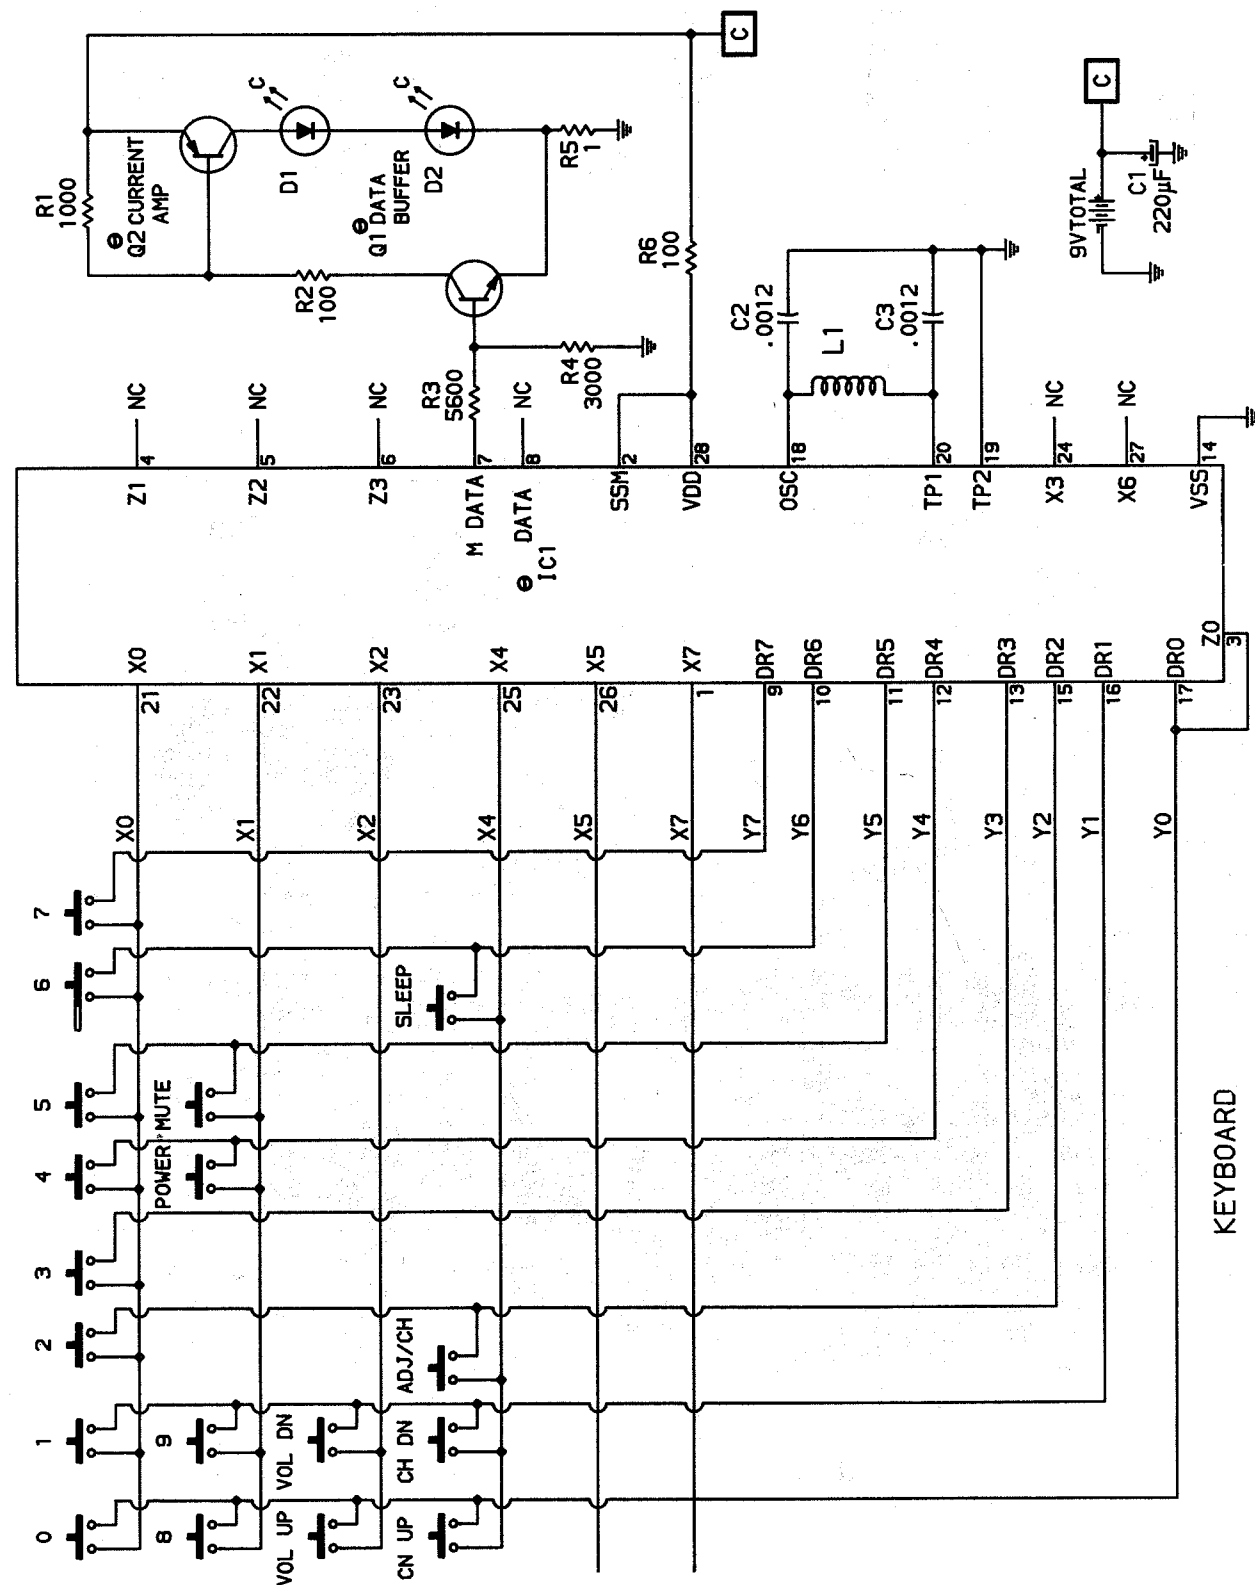 C
C
9VTOTAL
C1
220µF
R1
1000
Q2 CURRENT
AMP
C
D1
Q1 DATA
BUFFER
C
D2
R5
1
R2
100
R6
100
R3
5600
R4
3000
C2
.0012
L1
C3
.0012
NC
NC
NC
NC
NC
NC
4
5
6
7
8
2
28
18
20
19
24
27
14
Z1
Z2
Z3
M DATA
DATA
SSM
VDD
OSC
TP1
TP2
X3
X6
VSS
IC1
Z0
3
X0
X1
X2
X4
X5
X7
DR7
DR6
DR5
DR4
DR3
DR2
DR1
DR0
21
22
23
25
26
1
9
10
11
12
13
15
16
17
X0
X1
X2
X4
X5
X7
Y7
Y6
Y5
Y4
Y3
Y2
Y1
Y0
7
6
SLEEP
5
MUTE
4
POWER
3
2
ADJ/CH
1
9
VOL DN
CH DN
0
8
VOL UP
CN UP
KEYBOARD